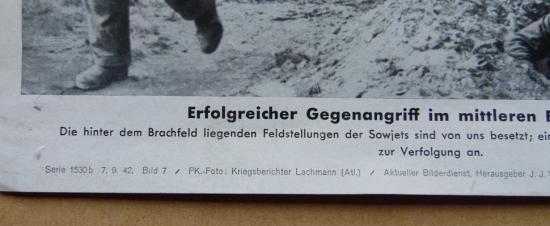 Erfolgreicher Gegenangriff im mittleren
Die hinter dem Brachfeld liegenden Feldstellungen der Sowjets sind von uns besetzt;
zur Verfolgung an.
Serie 1530b 7. 9. 42. Bild 7 / PK.-Foto: Kriegsberichter Lachmann (Atl.) / Aktueller Bilderdienst, Herausgeber J. J.